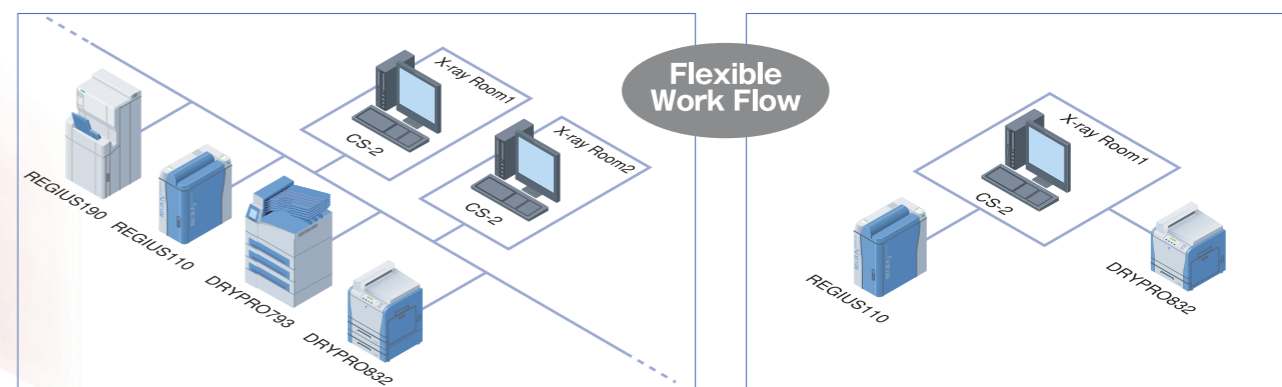 Flexible
Work Flow
X-ray Room1
CS-2
X-ray Room2
CS-2
REGIUS190
REGIUS110
DRYPRO793
DRYPRO832
X-ray Room1
CS-2
REGIUS110
DRYPRO832